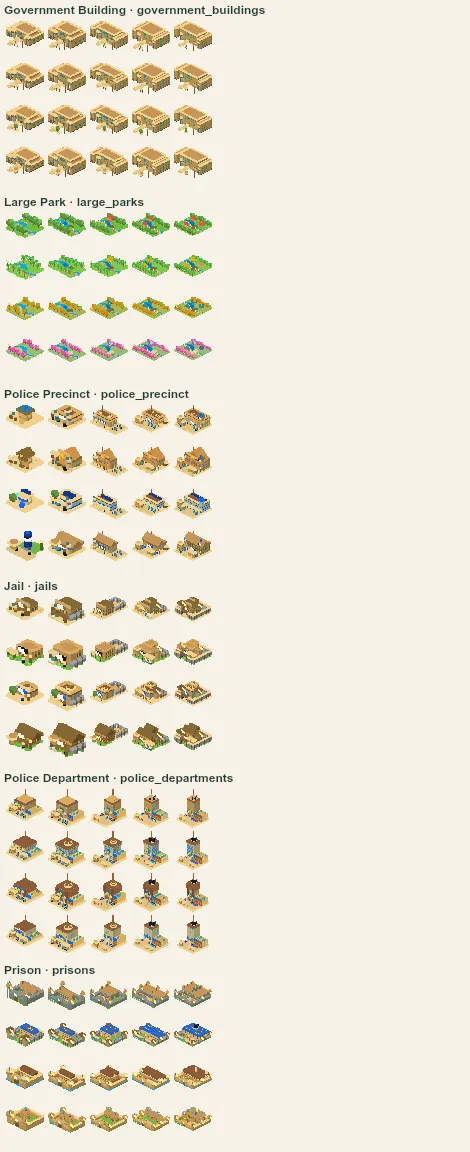 Government Building · government_buildings
Large Park · large_parks
Police Precinct · police_precinct
Jail · jails
Police Department · police_departments
Prison · prisons